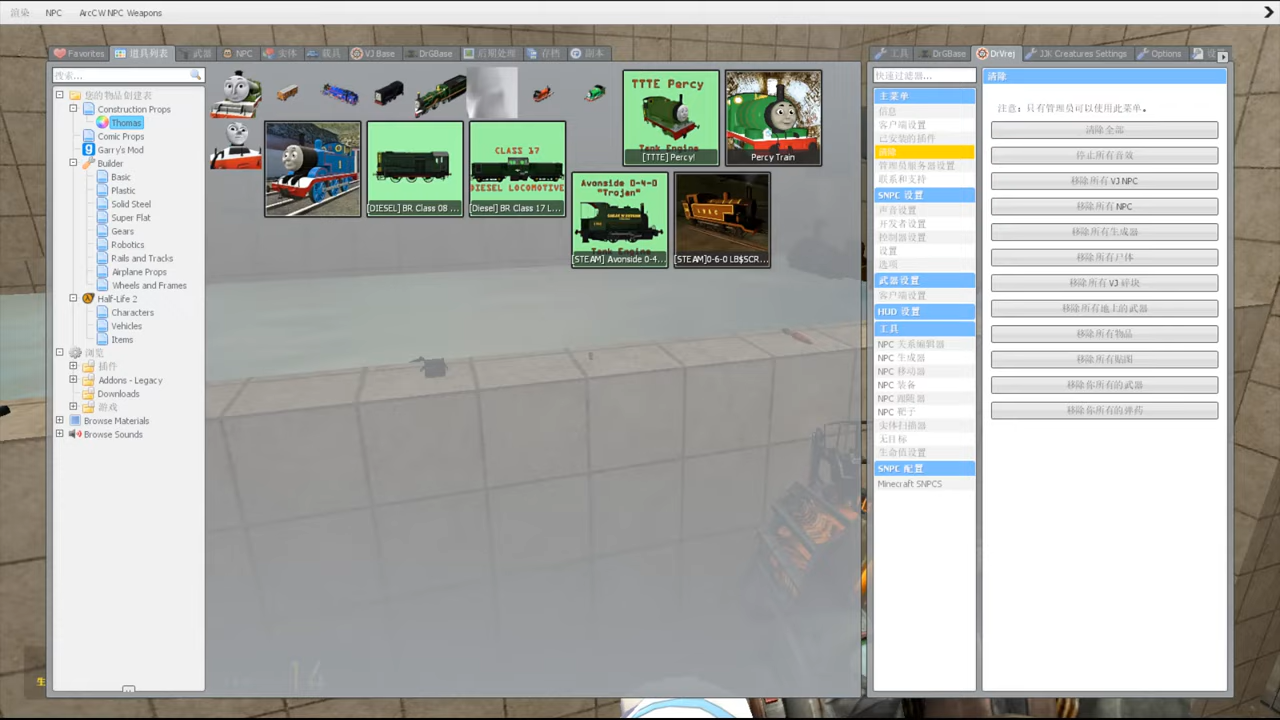 渲染 NPC ArcCW NPC Weapons
Favorites 道具列表 武器 NPC 实体 载具 VJ Base DrGBase 后期处理 存档 副本
搜索...
您的物品创建表
Construction Props
Thomas
Comic Props
Garry's Mod
Builder
Basic
Plastic
Solid Steel
Super Flat
Gears
Robotics
Rails and Tracks
Airplane Props
Wheels and Frames
Half-Life 2
Characters
Vehicles
Items
浏览
插件
Addons - Legacy
Downloads
游戏
Browse Materials
Browse Sounds
TTTE Percy
Tank Engine
[TTTE] Percy!
Percy Train
[DIESEL] BR Class 08 ...
CLASS 17
DIESEL LOCOMOTIVE
[Diesel] BR Class 17 L...
Avonside 0-4-0
"Trojan"
Tank Engine
[STEAM] Avonside 0-4...
[STEAM]0-6-0 LB$SCR...
工具 DrGBase DrVrej JJK Creatures Settings Options
快速过滤器...
主菜单
信息
客户端设置
已安装的插件
清除
管理员服务器设置
联系和支持
SNPC 设置
声音设置
开发者设置
控制器设置
设置
选项
武器设置
客户端设置
HUD 设置
工具
NPC 关系编辑器
NPC 生成器
NPC 移动器
NPC 装备
NPC 跟随器
NPC 靶子
实体扫描器
无目标
生命值设置
SNPC 配置
Minecraft SNPCS
清除
注意：只有管理员可以使用此菜单。
清除全部
停止所有音效
移除所有 VJ NPC
移除所有 NPC
移除所有生成器
移除所有尸体
移除所有 VJ 碎块
移除所有地上的武器
移除所有物品
移除所有贴图
移除你所有的武器
移除你所有的弹药
生